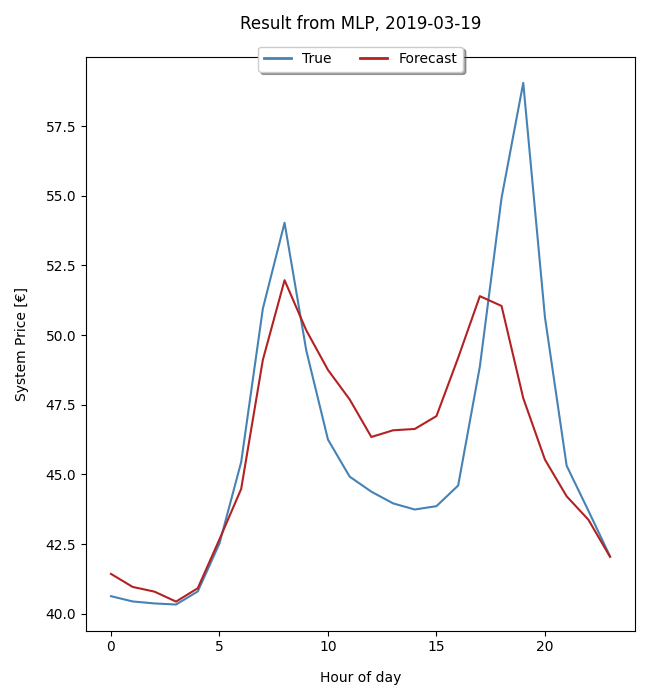 Result from MLP, 2019-03-19
True Forecast
57.5
55.0
52.5
50.0
47.5
45.0
42.5
40.0
System Price [€]
0 5 10 15 20
Hour of day